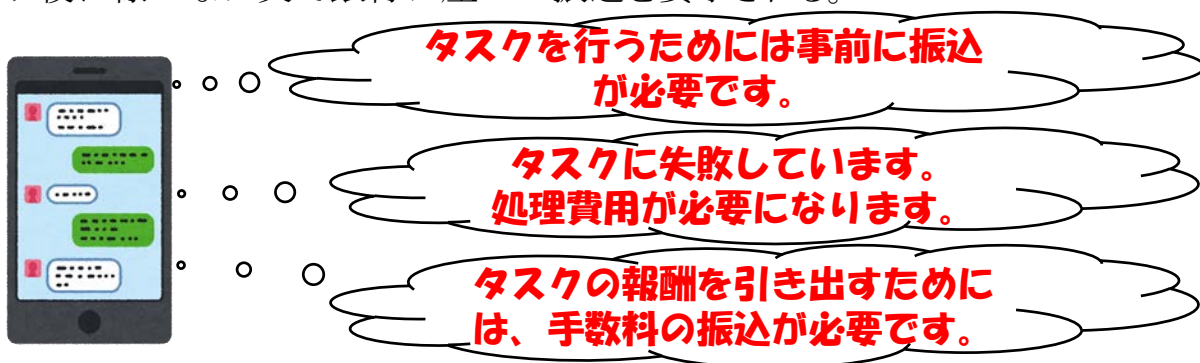 タスクを行うためには事前に振込
が必要です。
タスクに失敗しています。
処理費用が必要になります。
タスクの報酬を引き出すために
は、手数料の振込が必要です。